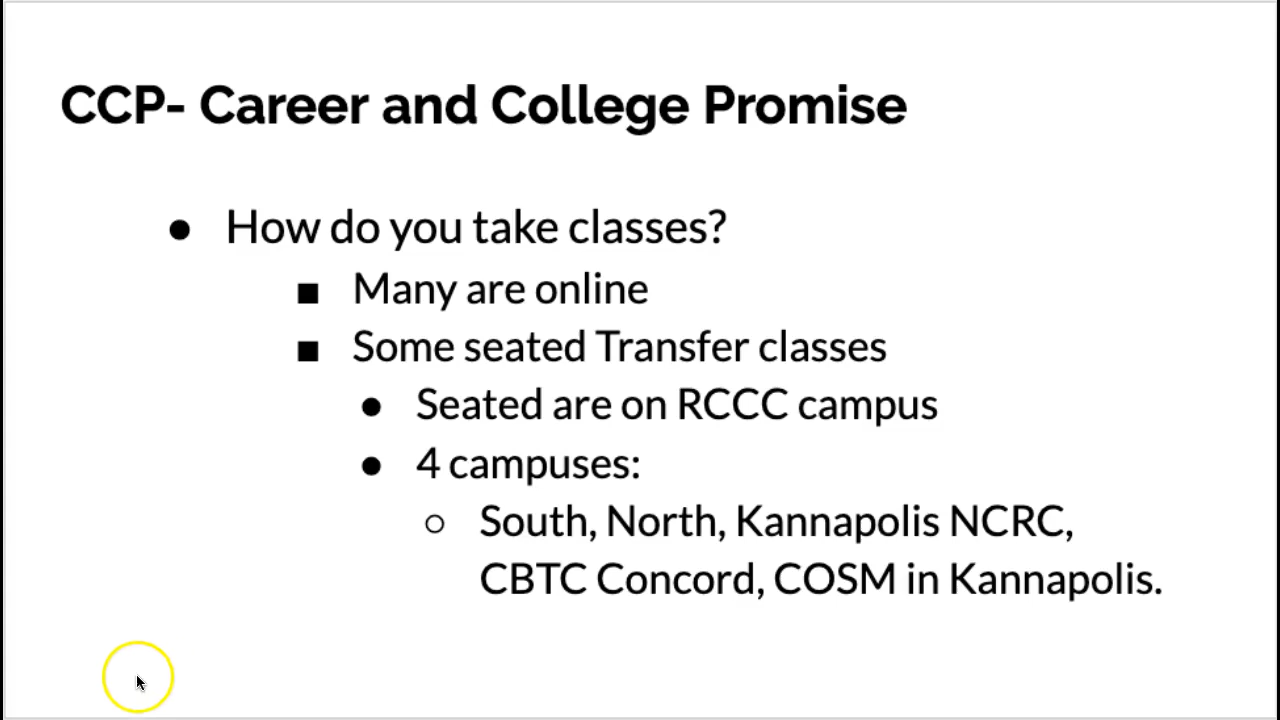 CCP- Career and College Promise
● How do you take classes?
■ Many are online
■ Some seated Transfer classes
● Seated are on RCCC campus
● 4 campuses:
○ South, North, Kannapolis NCRC,
CBTC Concord, COSM in Kannapolis.